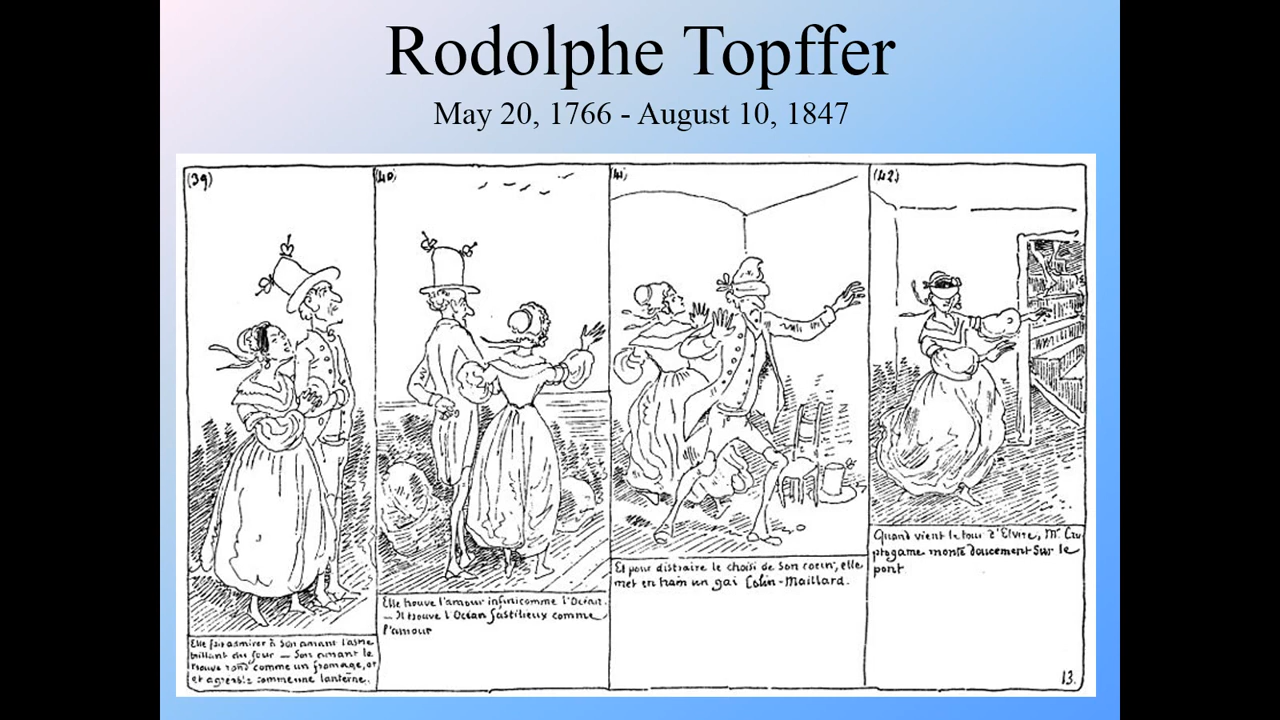 Rodolphe Topffer
May 20, 1766 - August 10, 1847
(39)
(40)
(41)
(42)
Elle fait admirer à son amant l'astre
brillant du jour — Son amant le
trouve rond comme un fromage, et
et agréable comme une lanterne.
Elle trouve l'amour infini comme l'Océan.
— Il trouve l'Océan fastidieux comme
l'amour
Et pour distraire le choisi de son coeur, elle
met en train un gai Colin-Maillard.
Quand vient le tour d'Elvire, Mr. Cry
ptogame monte doucement sur le
pont
13.